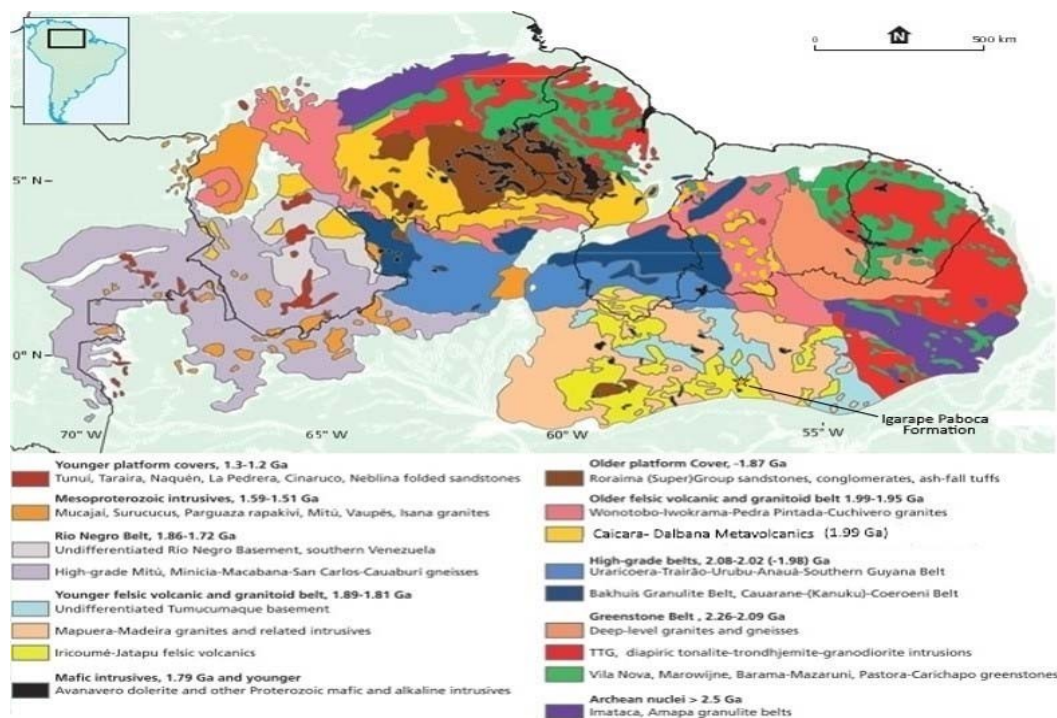 N
0
500 km
5° N
0° N
70° W
65° W
60° W
55° W
Igarape Paboca
Formation
Younger platform covers, 1.3-1.2 Ga
Tunuí, Taraira, Naquén, La Pedrera, Cinaruco, Neblina folded sandstones
Mesoproterozoic intrusives, 1.59-1.51 Ga
Mucajaí, Surucucus, Parguaza rapakivi, Mitú, Vaupés, Isana granites
Rio Negro Belt, 1.86-1.72 Ga
Undifferentiated Rio Negro Basement, southern Venezuela
High-grade Mitú, Minicia-Macabana-San Carlos-Cauaburi gneisses
Younger felsic volcanic and granitoid belt, 1.89-1.81 Ga
Undifferentiated Tumucumaque basement
Mapuera-Madeira granites and related intrusives
Iricoumé-Jatapu felsic volcanics
Mafic intrusives, 1.79 Ga and younger
Avanavero dolerite and other Proterozoic mafic and alkaline intrusives
Older platform Cover, -1.87 Ga
Roraima (Super)Group sandstones, conglomerates, ash-fall tuffs
Older felsic volcanic and granitoid belt 1.99-1.95 Ga
Wonotobo-Iwokrama-Pedra Pintada-Cuchivero granites
Caicara- Dalbana Metavolcanics (1.99 Ga)
High-grade belts, 2.08-2.02 (-1.98) Ga
Uraricoera-Trairão-Urubu-Anauá-Southern Guyana Belt
Bakhuis Granulite Belt, Cauarane-(Kanuku)-Coeroeni Belt
Greenstone Belt , 2.26-2.09 Ga
Deep-level granites and gneisses
TTG, diapiric tonalite-trondhjemite-granodiorite intrusions
Vila Nova, Marowijne, Barama-Mazaruni, Pastora-Carichapo greenstones
Archean nuclei > 2.5 Ga
Imataca, Amapa granulite belts